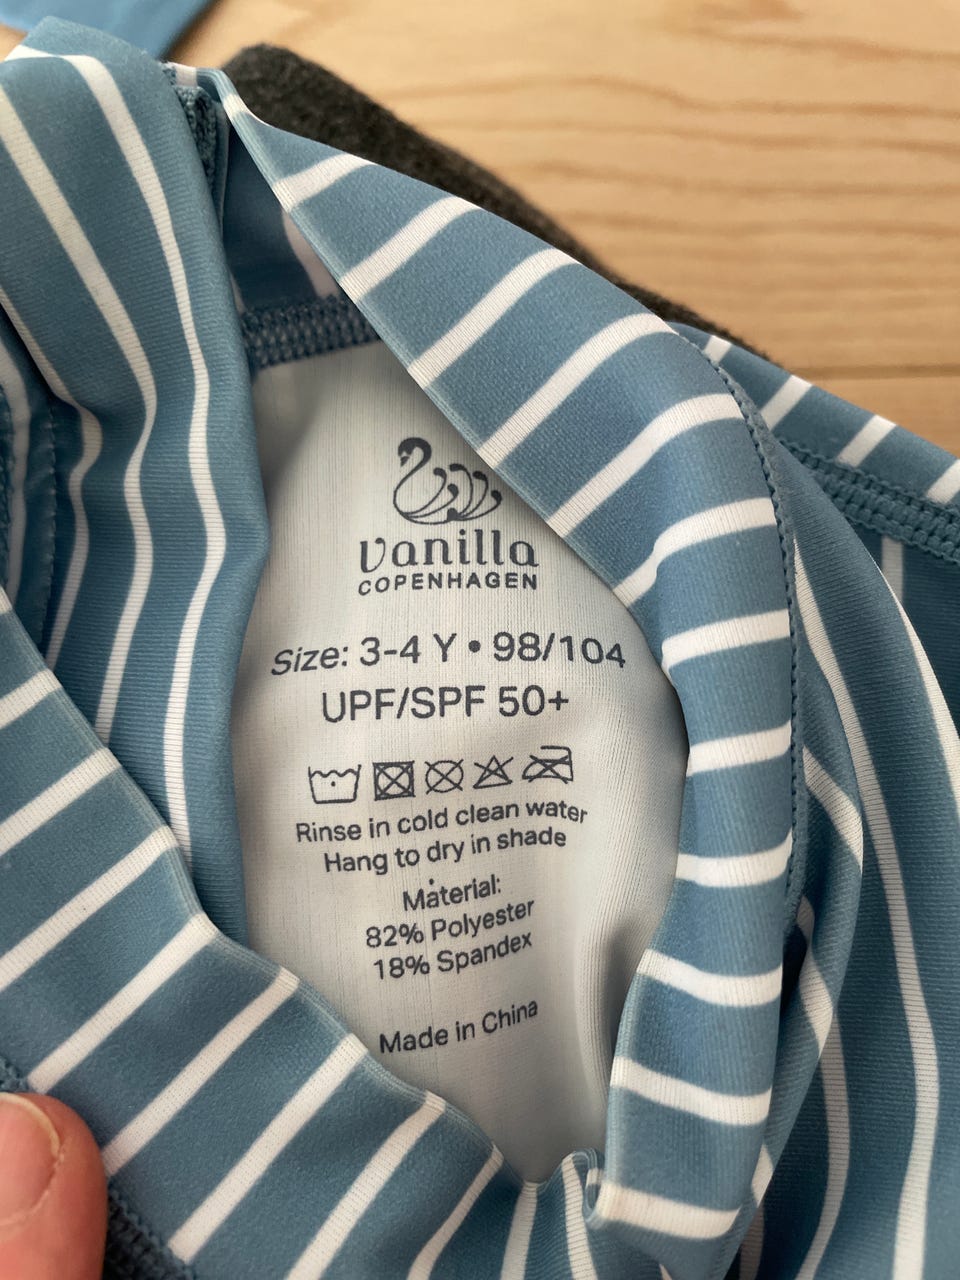 vanilla
COPENHAGEN
Size: 3-4 Y • 98/104
UPF/SPF 50+
Rinse in cold clean water
Hang to dry in shade
Material:
82% Polyester
18% Spandex
Made in China